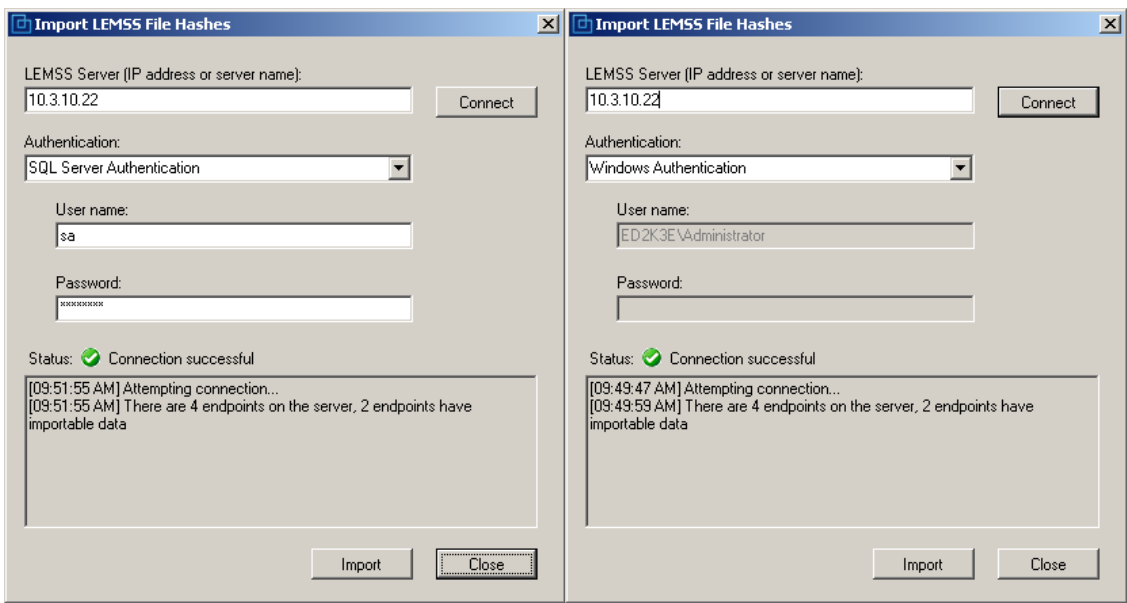 Import LEMSS File Hashes
LEMSS Server (IP address or server name):
10.3.10.22
Connect
Authentication:
SQL Server Authentication
User name:
sa
Password:
********
Status: Connection successful
[09:51:55 AM] Attempting connection...
[09:51:55 AM] There are 4 endpoints on the server, 2 endpoints have
importable data
Import
Close
Import LEMSS File Hashes
LEMSS Server (IP address or server name):
10.3.10.22
Connect
Authentication:
Windows Authentication
User name:
ED2K3E\Administrator
Password:
Status: Connection successful
[09:49:47 AM] Attempting connection...
[09:49:59 AM] There are 4 endpoints on the server, 2 endpoints have
importable data
Import
Close